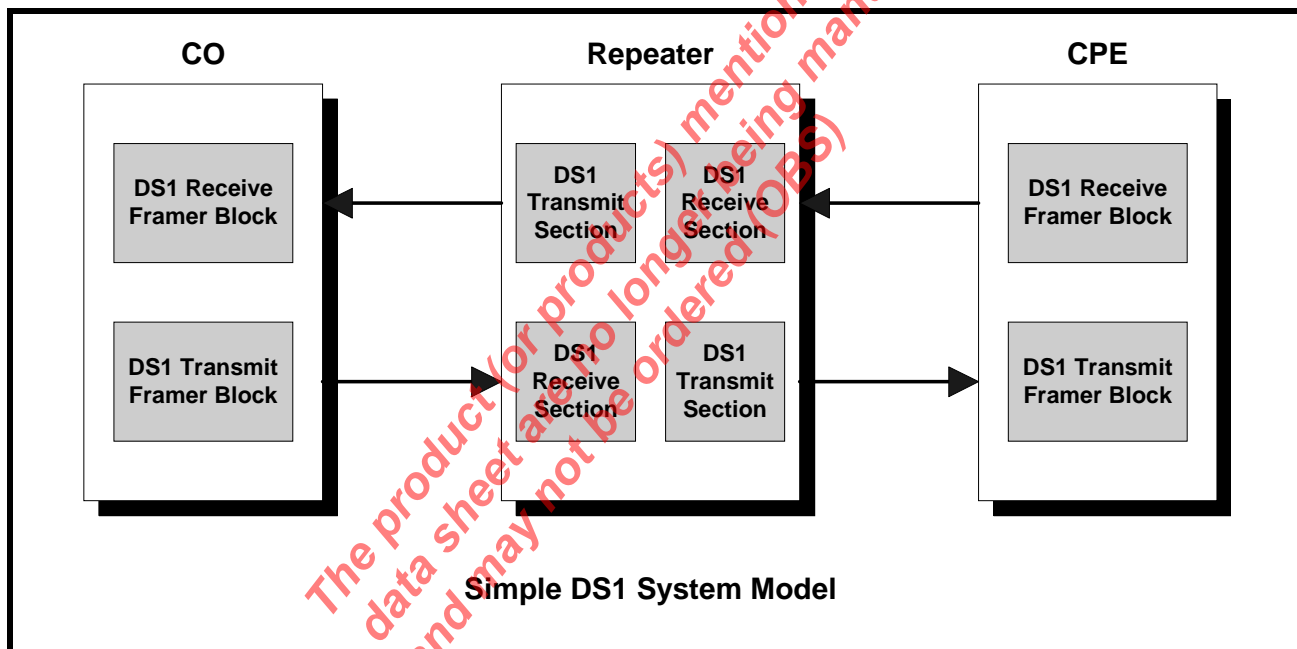 CO
Repeater
CPE
DS1 Receive
Framer Block
DS1
Transmit
Section
DS1
Receive
Section
DS1 Receive
Framer Block
DS1 Transmit
Framer Block
DS1
Receive
Section
DS1
Transmit
Section
DS1 Transmit
Framer Block
Simple DS1 System Model
The product (or products)
data sheet are no longer being
and may not be ordered (OBS)